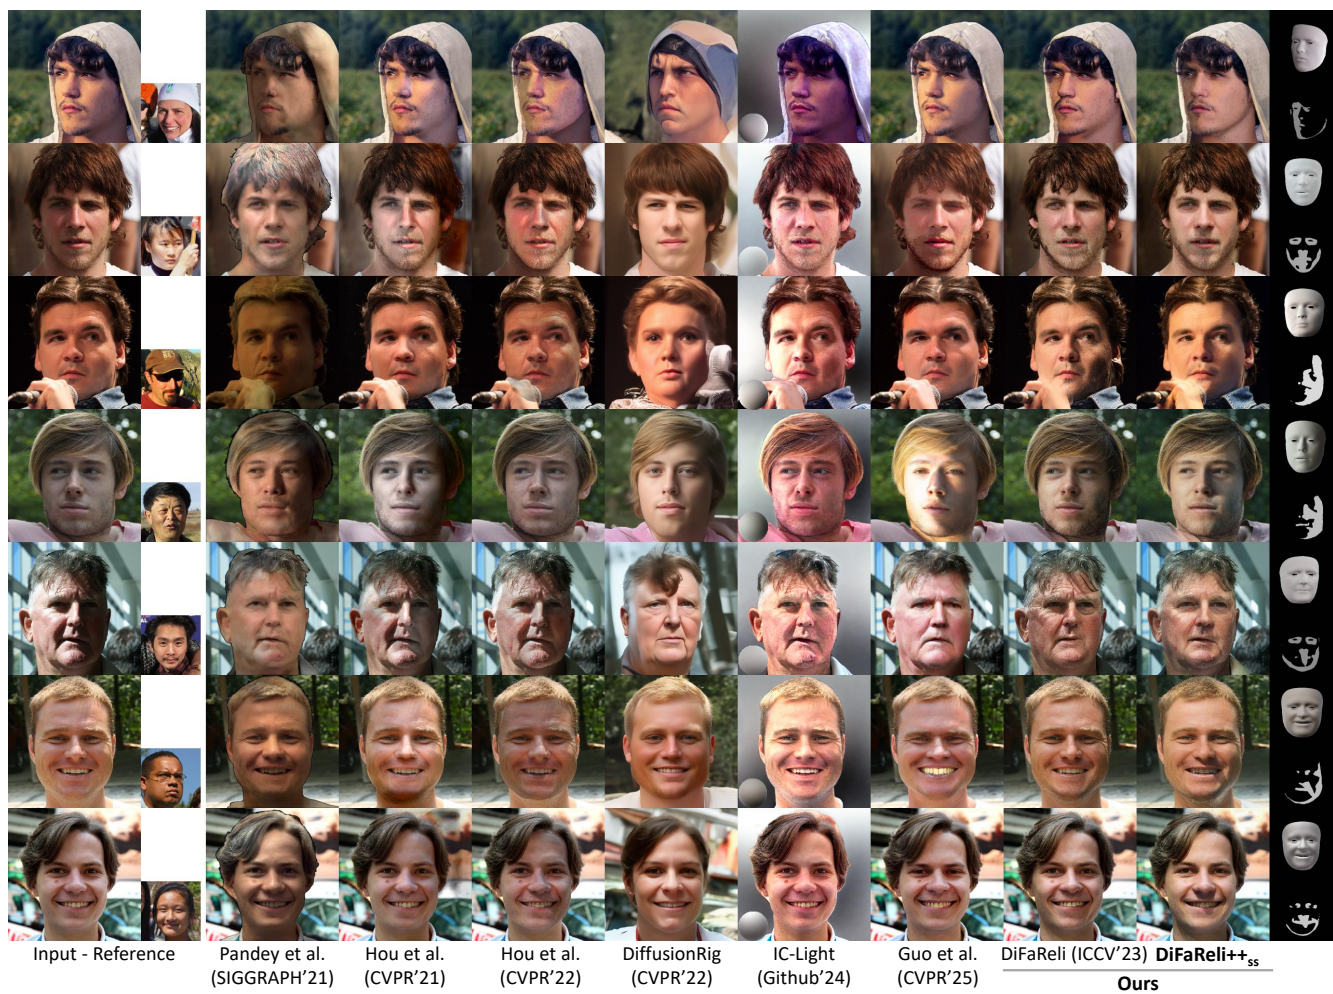 Input - Reference
Pandey et al.
(SIGGRAPH'21)
Hou et al.
(CVPR'21)
Hou et al.
(CVPR'22)
DiffusionRig
(CVPR'22)
IC-Light
(Github'24)
Guo et al.
(CVPR'25)
DiFaReli (ICCV'23)
DiFaReli++ss
Ours